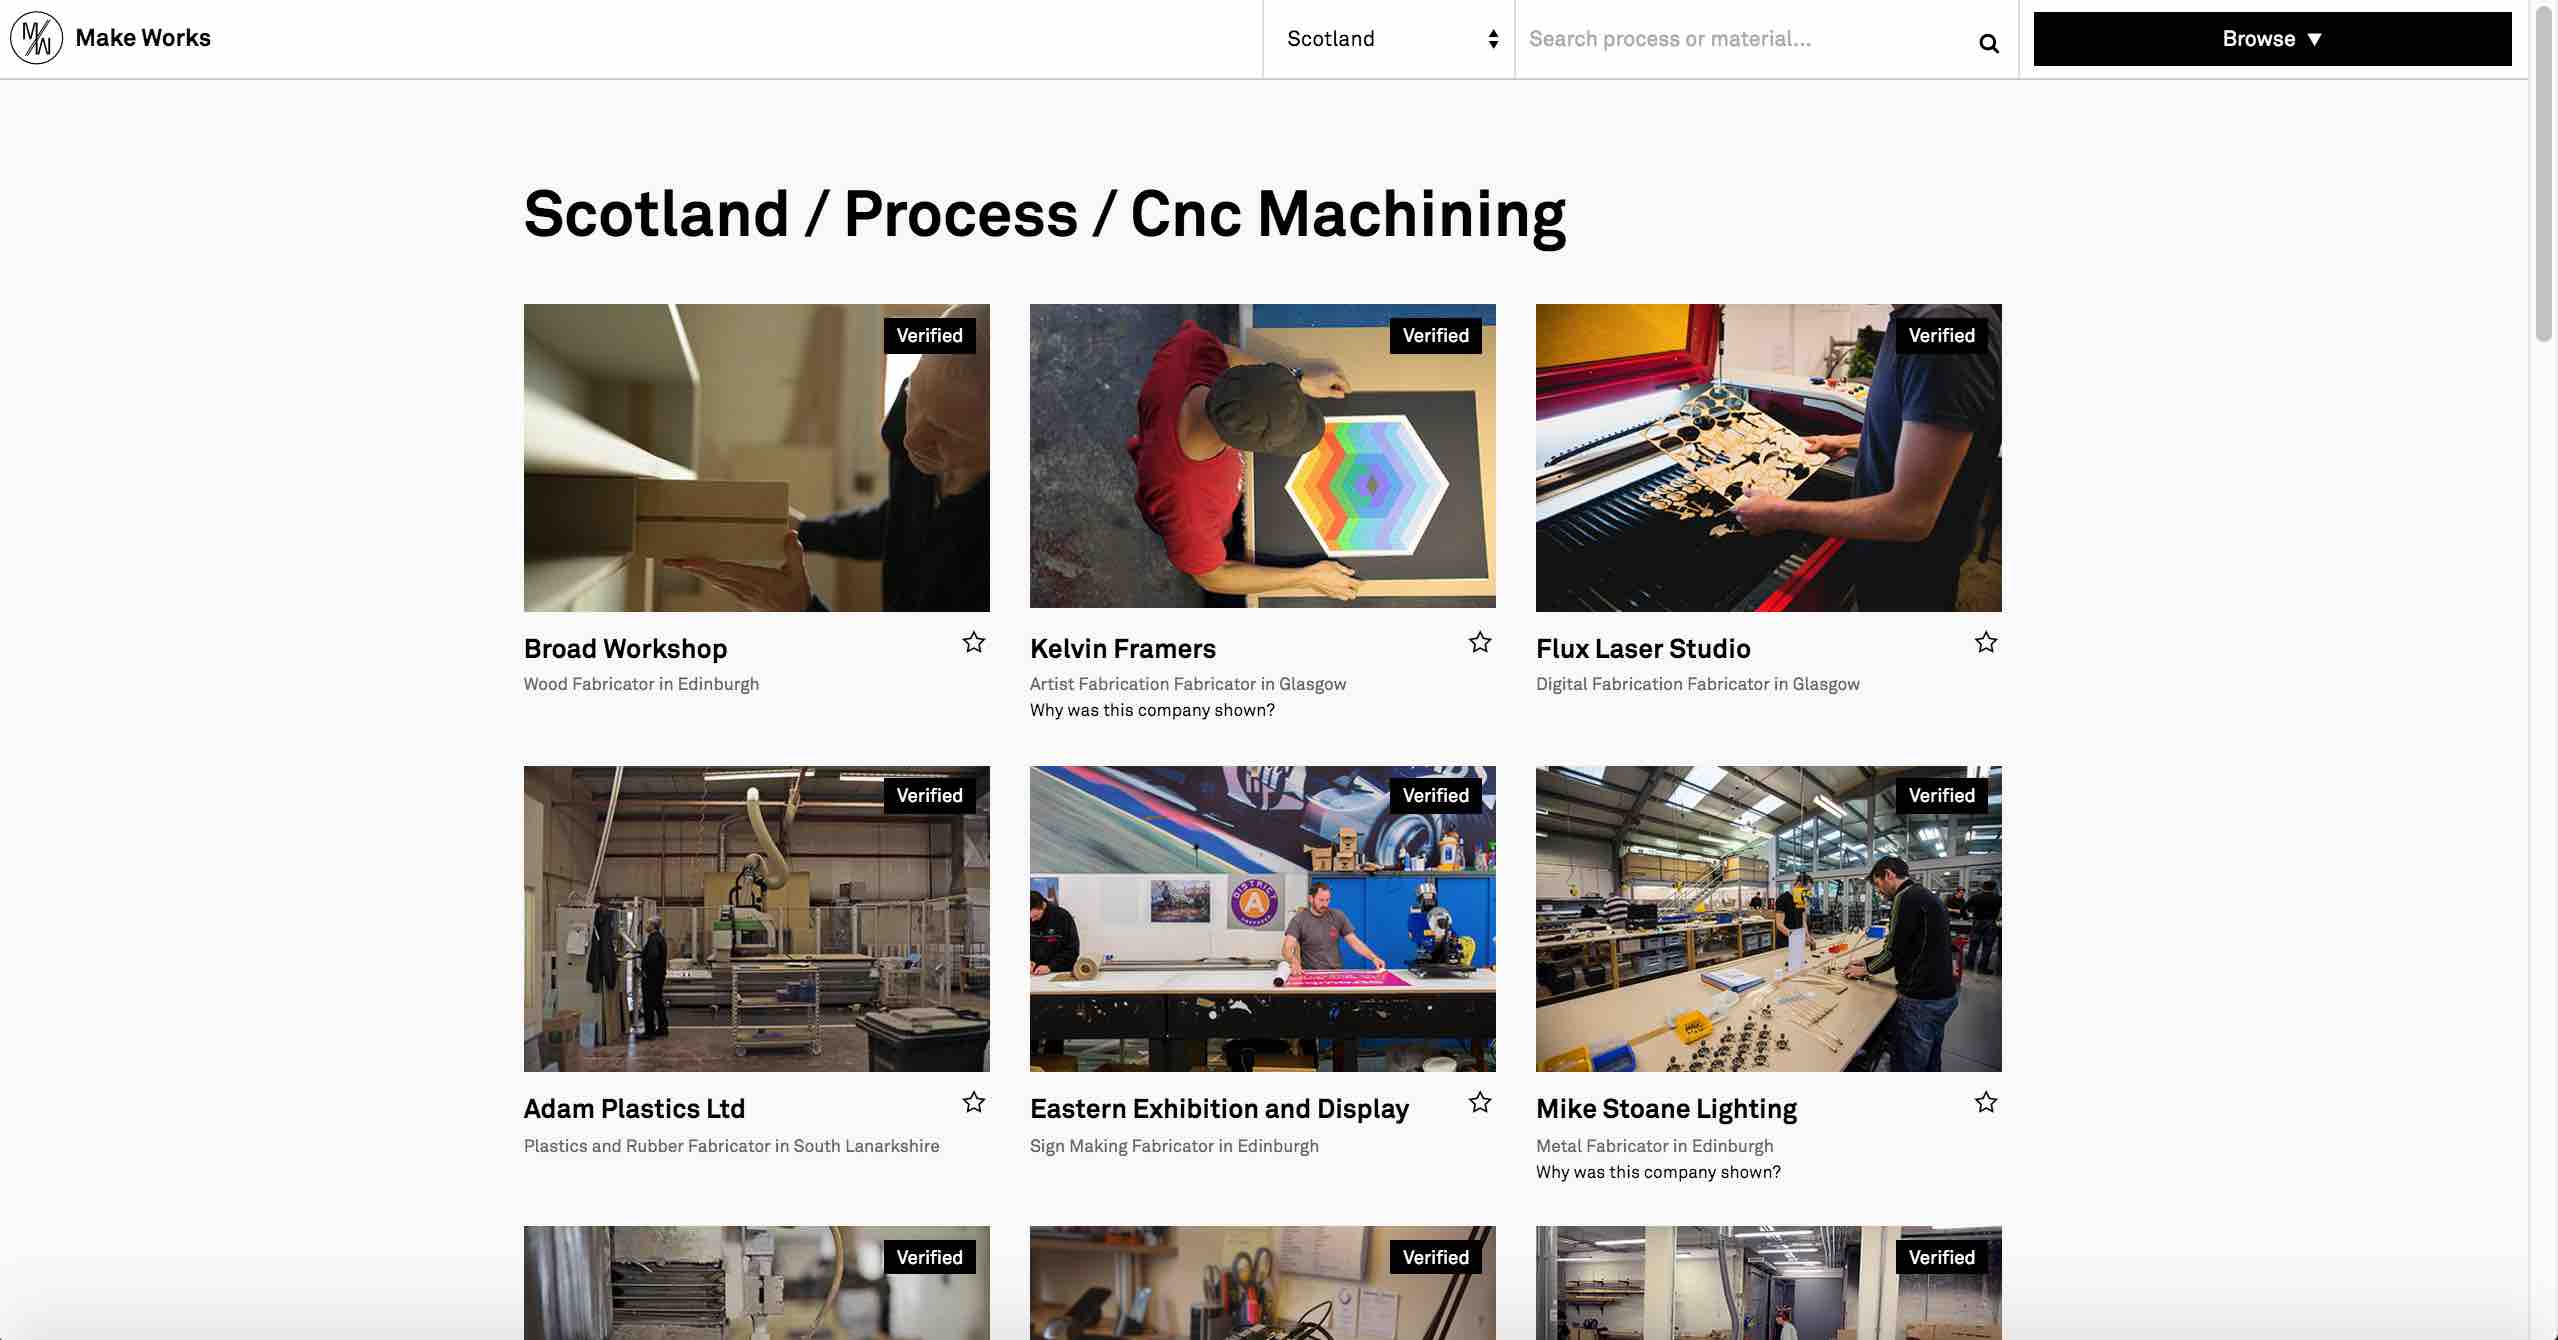 Make Works
Scotland
Search process or material...
Browse ▼
Scotland / Process / Cnc Machining
Verified
Verified
Verified
Broad Workshop
Wood Fabricator in Edinburgh
Kelvin Framers
Artist Fabrication Fabricator in Glasgow
Why was this company shown?
Flux Laser Studio
Digital Fabrication Fabricator in Glasgow
Verified
Verified
Verified
DISTRICT
A
Adam Plastics Ltd
Plastics and Rubber Fabricator in South Lanarkshire
Eastern Exhibition and Display
Sign Making Fabricator in Edinburgh
Mike Stoane Lighting
Metal Fabricator in Edinburgh
Why was this company shown?
Verified
Verified
Verified